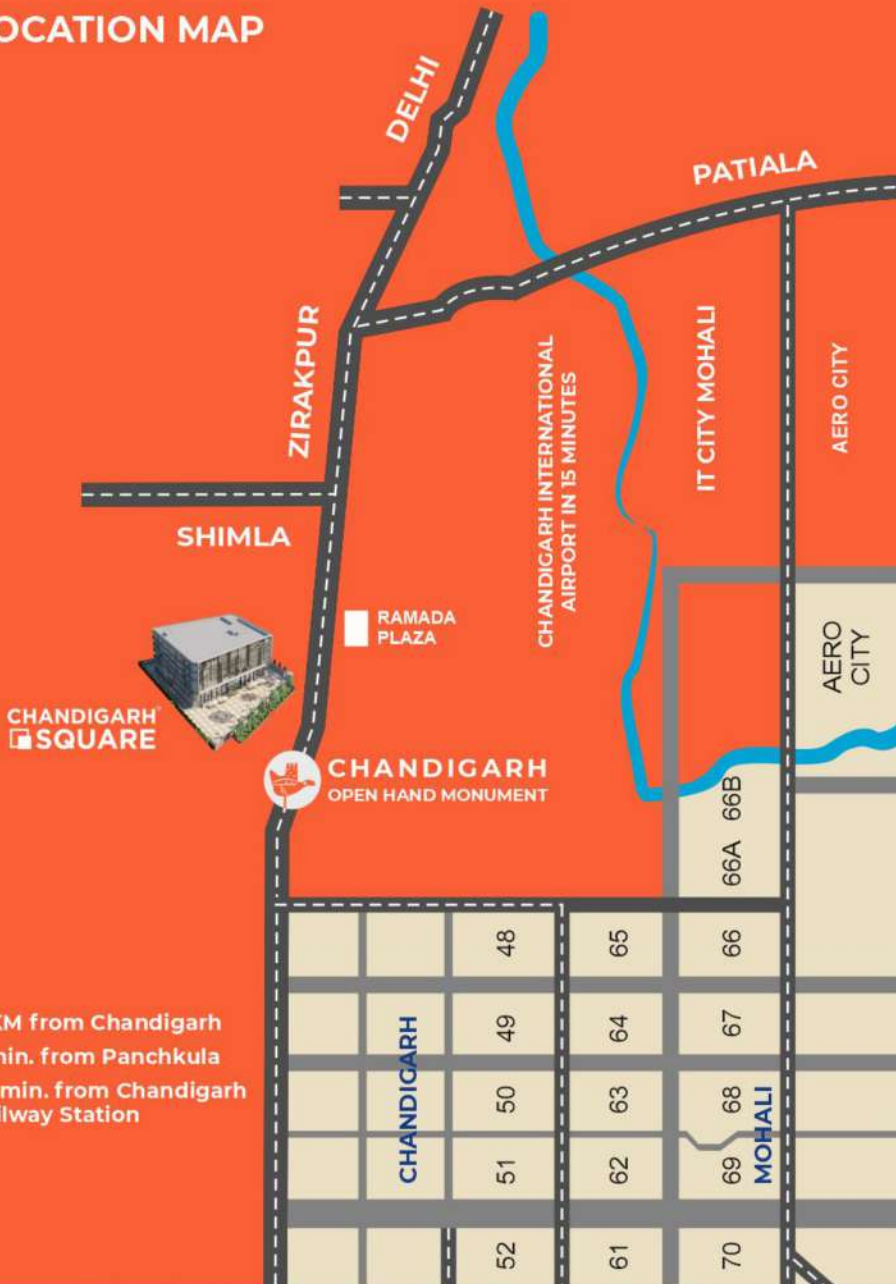 OCATION MAP
DELHI
PATIALA
ZIRAKPUR
CHANDIGARH INTERNATIONAL
AIRPORT IN 15 MINUTES
IT CITY MOHALI
AERO CITY
SHIMLA
RAMADA
PLAZA
AERO
CITY
CHANDIGARH
SQUARE
CHANDIGARH
OPEN HAND MONUMENT
66B
66A
48
65
66
KM from Chandigarh
min. from Panchkula
min. from Chandigarh
ilway Station
49
64
67
CHANDIGARH
50
63
68
MOHALI
51
62
69
52
61
70